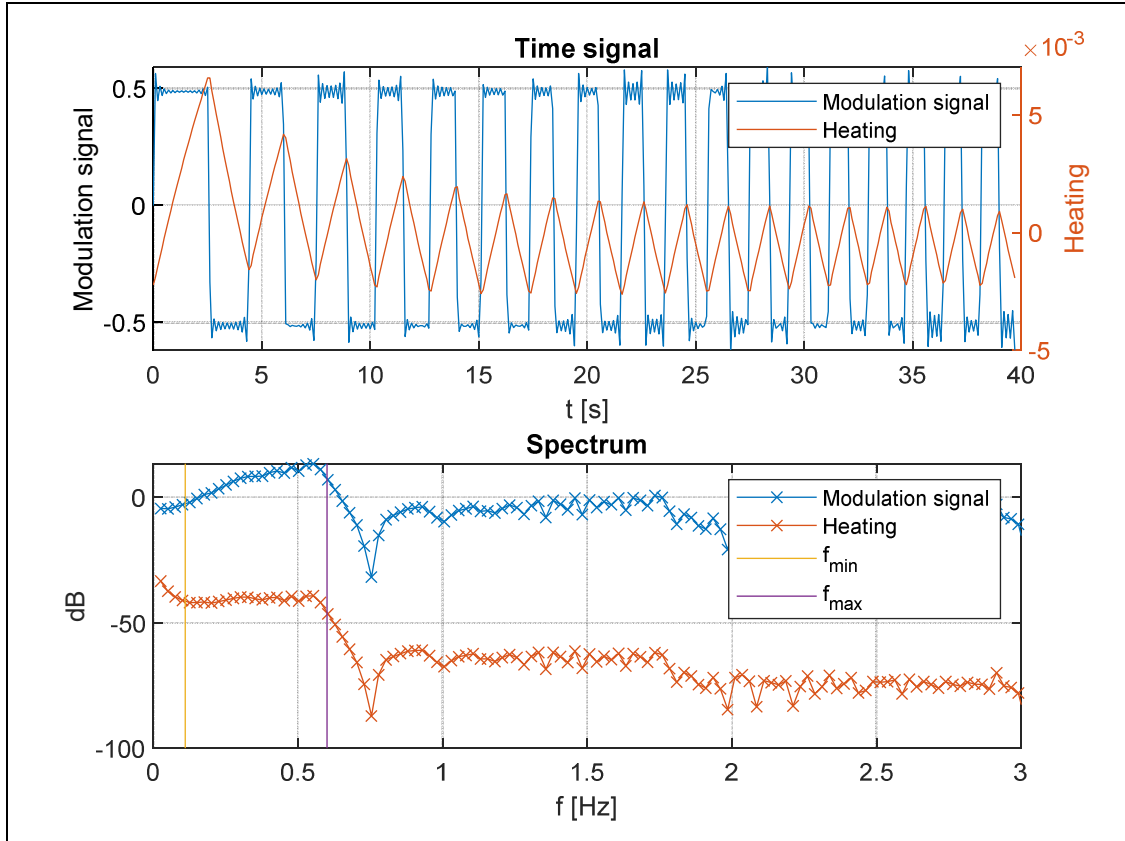 Time signal
×10⁻³
0.5
0
-0.5
Modulation signal
5
0
-5
Heating
Modulation signal
Heating
0 5 10 15 20 25 30 35 40
t [s]
Spectrum
0
-50
-100
dB
Modulation signal
Heating
f_min
f_max
0 0.5 1 1.5 2 2.5 3
f [Hz]